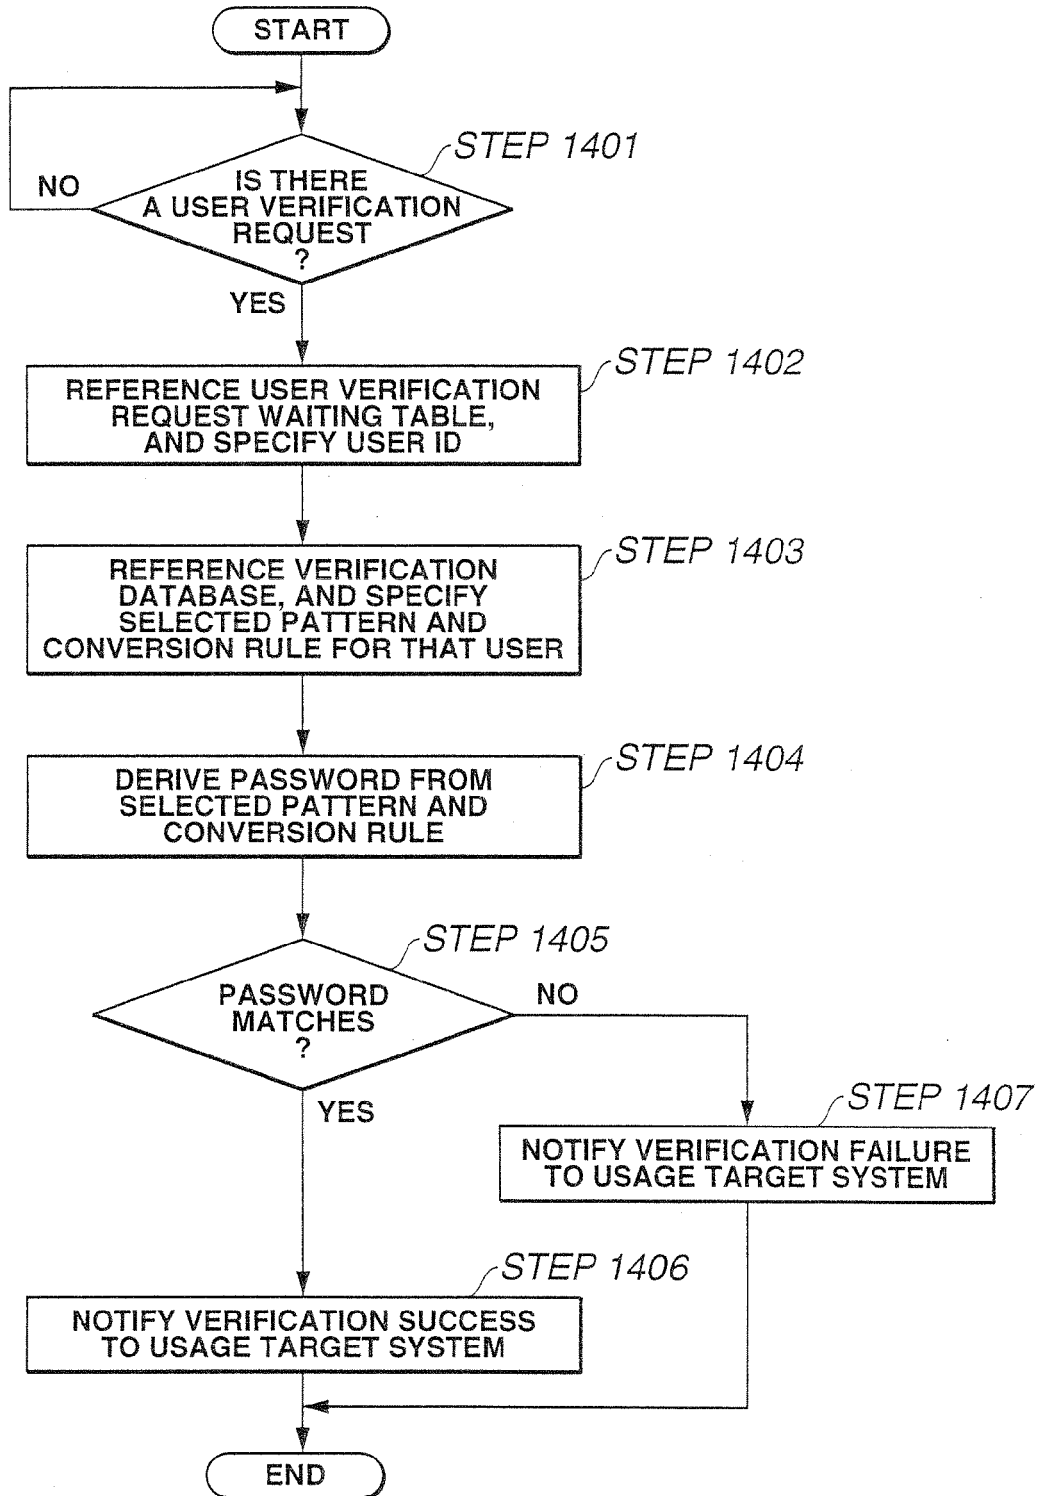 START
STEP 1401
NO
IS THERE
A USER VERIFICATION
REQUEST
?
YES
STEP 1402
REFERENCE USER VERIFICATION
REQUEST WAITING TABLE,
AND SPECIFY USER ID
STEP 1403
REFERENCE VERIFICATION
DATABASE, AND SPECIFY
SELECTED PATTERN AND
CONVERSION RULE FOR THAT USER
STEP 1404
DERIVE PASSWORD FROM
SELECTED PATTERN AND
CONVERSION RULE
STEP 1405
PASSWORD
MATCHES
?
NO
YES
STEP 1407
NOTIFY VERIFICATION FAILURE
TO USAGE TARGET SYSTEM
STEP 1406
NOTIFY VERIFICATION SUCCESS
TO USAGE TARGET SYSTEM
END